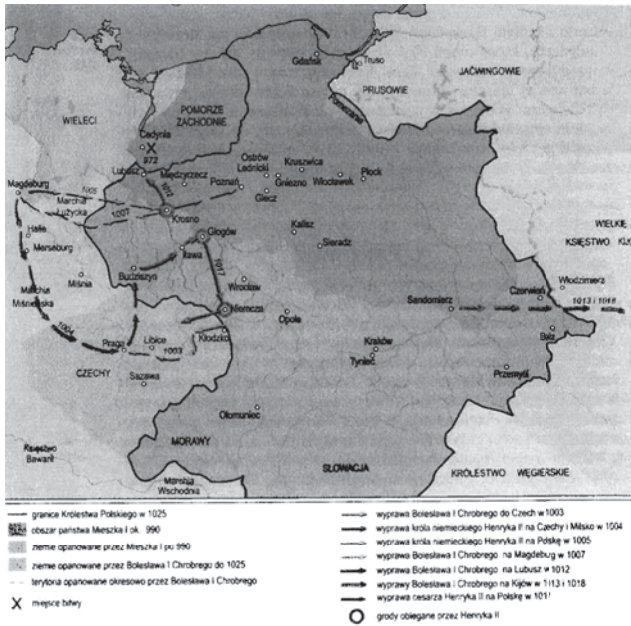 Gdańsk
Truso
JAĆWINGOWIE
PRUSOWIE
Pomezania
POMORZE
ZACHODNIE
WIELECI
Cedynia
972
Ostrów
Lednicki
Kruszwica
Lubusz
Międzyrzecz
Poznań
Gniezno
Włocławek
Płock
Giecz
1005
1012
Magdeburg
Marchia
Łużycka
1007
Krosno
Kalisz
WIELKIE
KSIĘSTWO
Halle
Głogów
Sieradz
Merseburg
Iława
1017
Miśnia
Budziszyn
Wrocław
Włodzimierz
Marchia
Miśnieńska
Niemcza
Sandomierz
Czerwień
1013 i 1018
Opole
1004
Praga
Libice
1003
Kłodzko
Kraków
Tyniec
Bełz
CZECHY
Sazawa
Przemyśl
Ołomuniec
Księstwo
Bawarii
MORAWY
SŁOWACJA
KRÓLESTWO WĘGIERSKIE
Marchia
Wschodnia
granice Królestwa Polskiego w 1025
obszar państwa Mieszka I ok. 990
ziemie opanowane przez Mieszka I po 990
ziemie opanowane przez Bolesława I Chrobrego do 1025
terytoria opanowane okresowo przez Bolesława I Chrobrego
X miejsce bitwy
wyprawa Bolesława I Chrobrego do Czech w 1003
wyprawa króla niemieckiego Henryka II na Czechy i Milsko w 1004
wyprawa króla niemieckiego Henryka II na Polskę w 1005
wyprawa Bolesława I Chrobrego na Magdeburg w 1007
wyprawa Bolesława I Chrobrego na Lubusz w 1012
wyprawy Bolesława I Chrobrego na Kijów w 1013 i 1018
wyprawa cesarza Henryka II na Polskę w 101
grody oblegane przez Henryka II